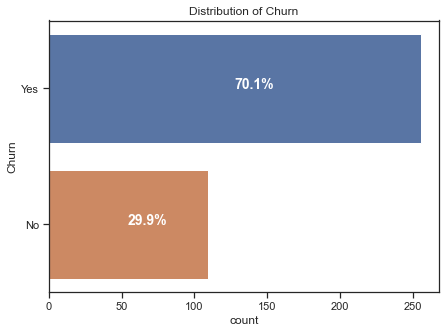 Distribution of Churn
Yes
70.1%
Churn
No
29.9%
0 50 100 150 200 250
count